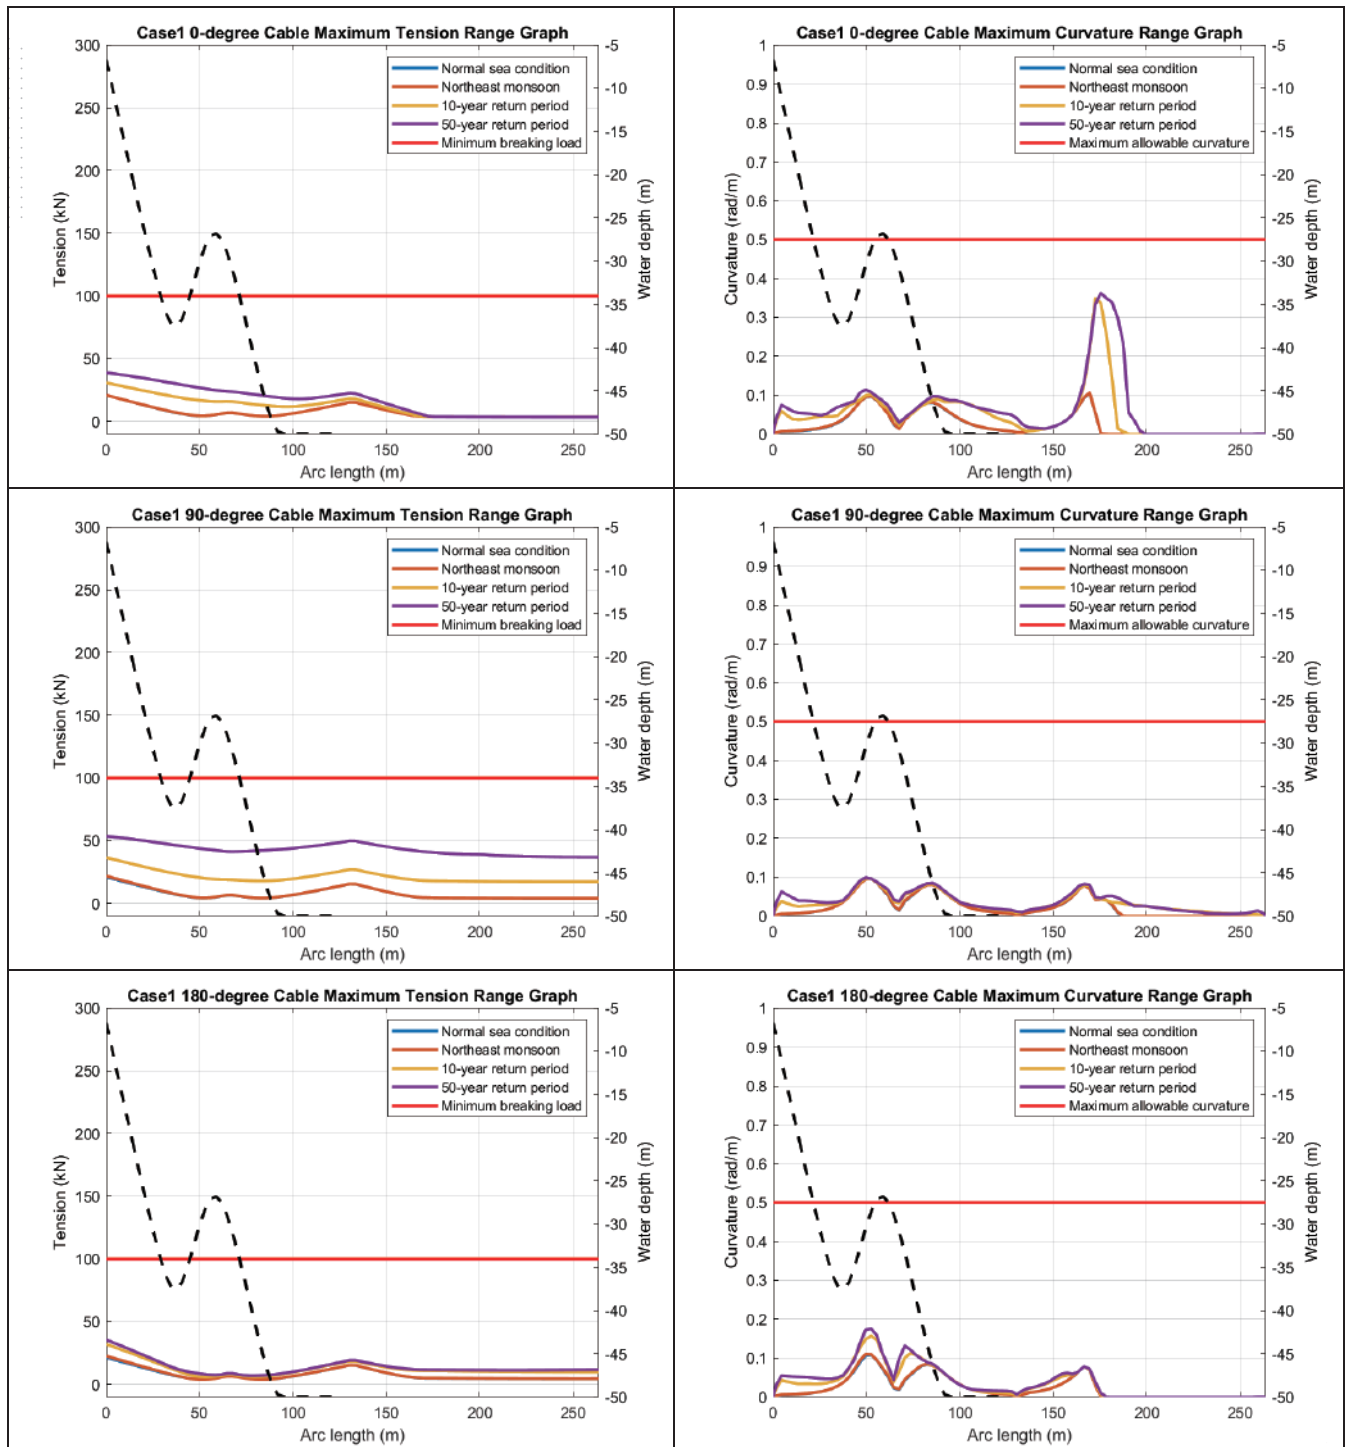 Case1 0-degree Cable Maximum Tension Range Graph
300
250
200
150
100
50
0
Tension (kN)
Normal sea condition
Northeast monsoon
10-year return period
50-year return period
Minimum breaking load
-5
-10
-15
-20
-25
-30
-35
-40
-45
-50
Water depth (m)
0 50 100 150 200 250
Arc length (m)
Case1 0-degree Cable Maximum Curvature Range Graph
1
0.9
0.8
0.7
0.6
0.5
0.4
0.3
0.2
0.1
0
Curvature (rad/m)
Normal sea condition
Northeast monsoon
10-year return period
50-year return period
Maximum allowable curvature
-5
-10
-15
-20
-25
-30
-35
-40
-45
-50
Water depth (m)
0 50 100 150 200 250
Arc length (m)
Case1 90-degree Cable Maximum Tension Range Graph
300
250
200
150
100
50
0
Tension (kN)
Normal sea condition
Northeast monsoon
10-year return period
50-year return period
Minimum breaking load
-5
-10
-15
-20
-25
-30
-35
-40
-45
-50
Water depth (m)
0 50 100 150 200 250
Arc length (m)
Case1 90-degree Cable Maximum Curvature Range Graph
1
0.9
0.8
0.7
0.6
0.5
0.4
0.3
0.2
0.1
0
Curvature (rad/m)
Normal sea condition
Northeast monsoon
10-year return period
50-year return period
Maximum allowable curvature
-5
-10
-15
-20
-25
-30
-35
-40
-45
-50
Water depth (m)
0 50 100 150 200 250
Arc length (m)
Case1 180-degree Cable Maximum Tension Range Graph
300
250
200
150
100
50
0
Tension (kN)
Normal sea condition
Northeast monsoon
10-year return period
50-year return period
Minimum breaking load
-5
-10
-15
-20
-25
-30
-35
-40
-45
-50
Water depth (m)
0 50 100 150 200 250
Arc length (m)
Case1 180-degree Cable Maximum Curvature Range Graph
1
0.9
0.8
0.7
0.6
0.5
0.4
0.3
0.2
0.1
0
Curvature (rad/m)
Normal sea condition
Northeast monsoon
10-year return period
50-year return period
Maximum allowable curvature
-5
-10
-15
-20
-25
-30
-35
-40
-45
-50
Water depth (m)
0 50 100 150 200 250
Arc length (m)